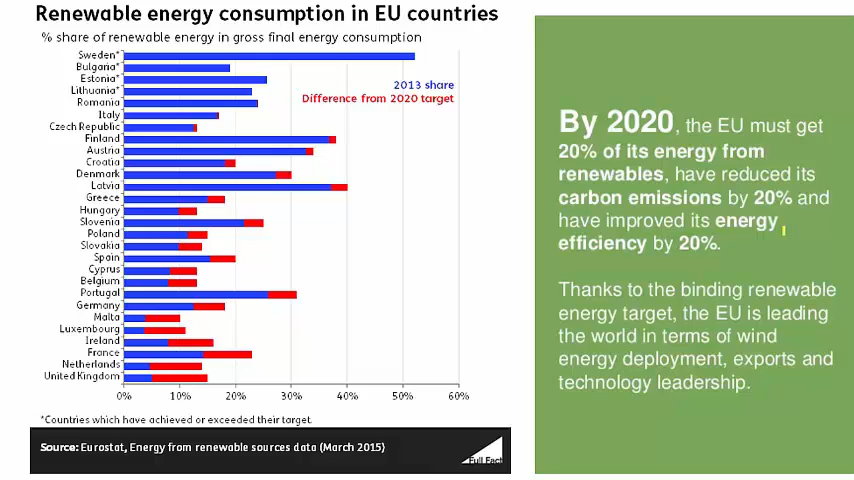 Renewable energy consumption in EU countries
% share of renewable energy in gross final energy consumption
Sweden*
Bulgaria*
Estonia*
Lithuania*
Romania
Italy
Czech Republic
Finland
Austria
Croatia
Denmark
Latvia
Greece
Hungary
Slovenia
Poland
Slovakia
Spain
Cyprus
Belgium
Portugal
Germany
Malta
Luxembourg
Ireland
France
Netherlands
United Kingdom
2013 share
Difference from 2020 target
0% 10% 20% 30% 40% 50% 60%
*Countries which have achieved or exceeded their target.
Source: Eurostat, Energy from renewable sources data (March 2015)
Full Fact
By 2020, the EU must get
20% of its energy from
renewables, have reduced its
carbon emissions by 20% and
have improved its energy
efficiency by 20%.
Thanks to the binding renewable
energy target, the EU is leading
the world in terms of wind
energy deployment, exports and
technology leadership.